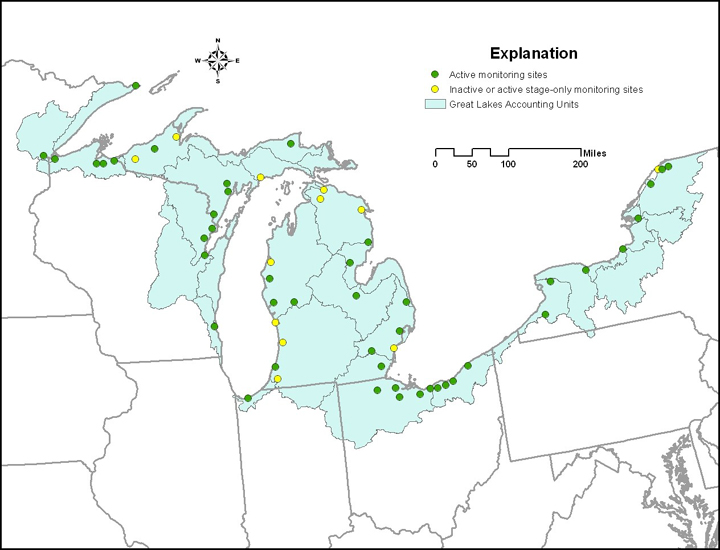 N
W E
S
Explanation
Active monitoring sites
Inactive or active stage-only monitoring sites
Great Lakes Accounting Units
Miles
0 50 100 200